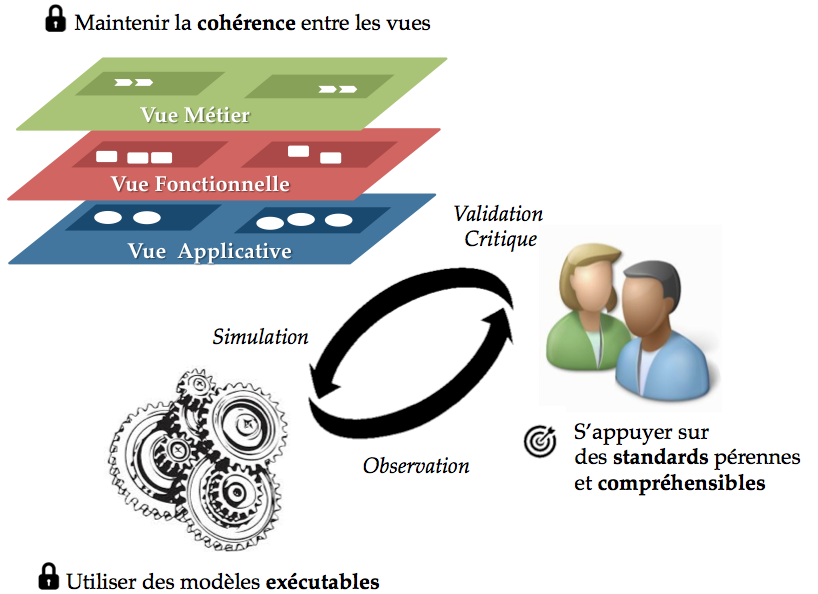 Maintenir la cohérence entre les vues
Vue Métier
Vue Fonctionnelle
Vue Applicative
Validation
Critique
Simulation
Observation
S'appuyer sur
des standards pérennes
et compréhensibles
Utiliser des modèles exécutables